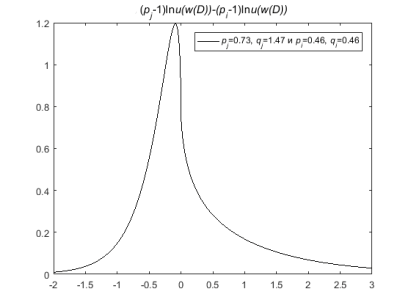 (p_j-1)lnu(w(D))-(p_i-1)lnu(w(D))
p_j=0.73, q_j=1.47 и p_i=0.46, q_i=0.46
1.2
1
0.8
0.6
0.4
0.2
0
-2 -1.5 -1 -0.5 0 0.5 1 1.5 2 2.5 3